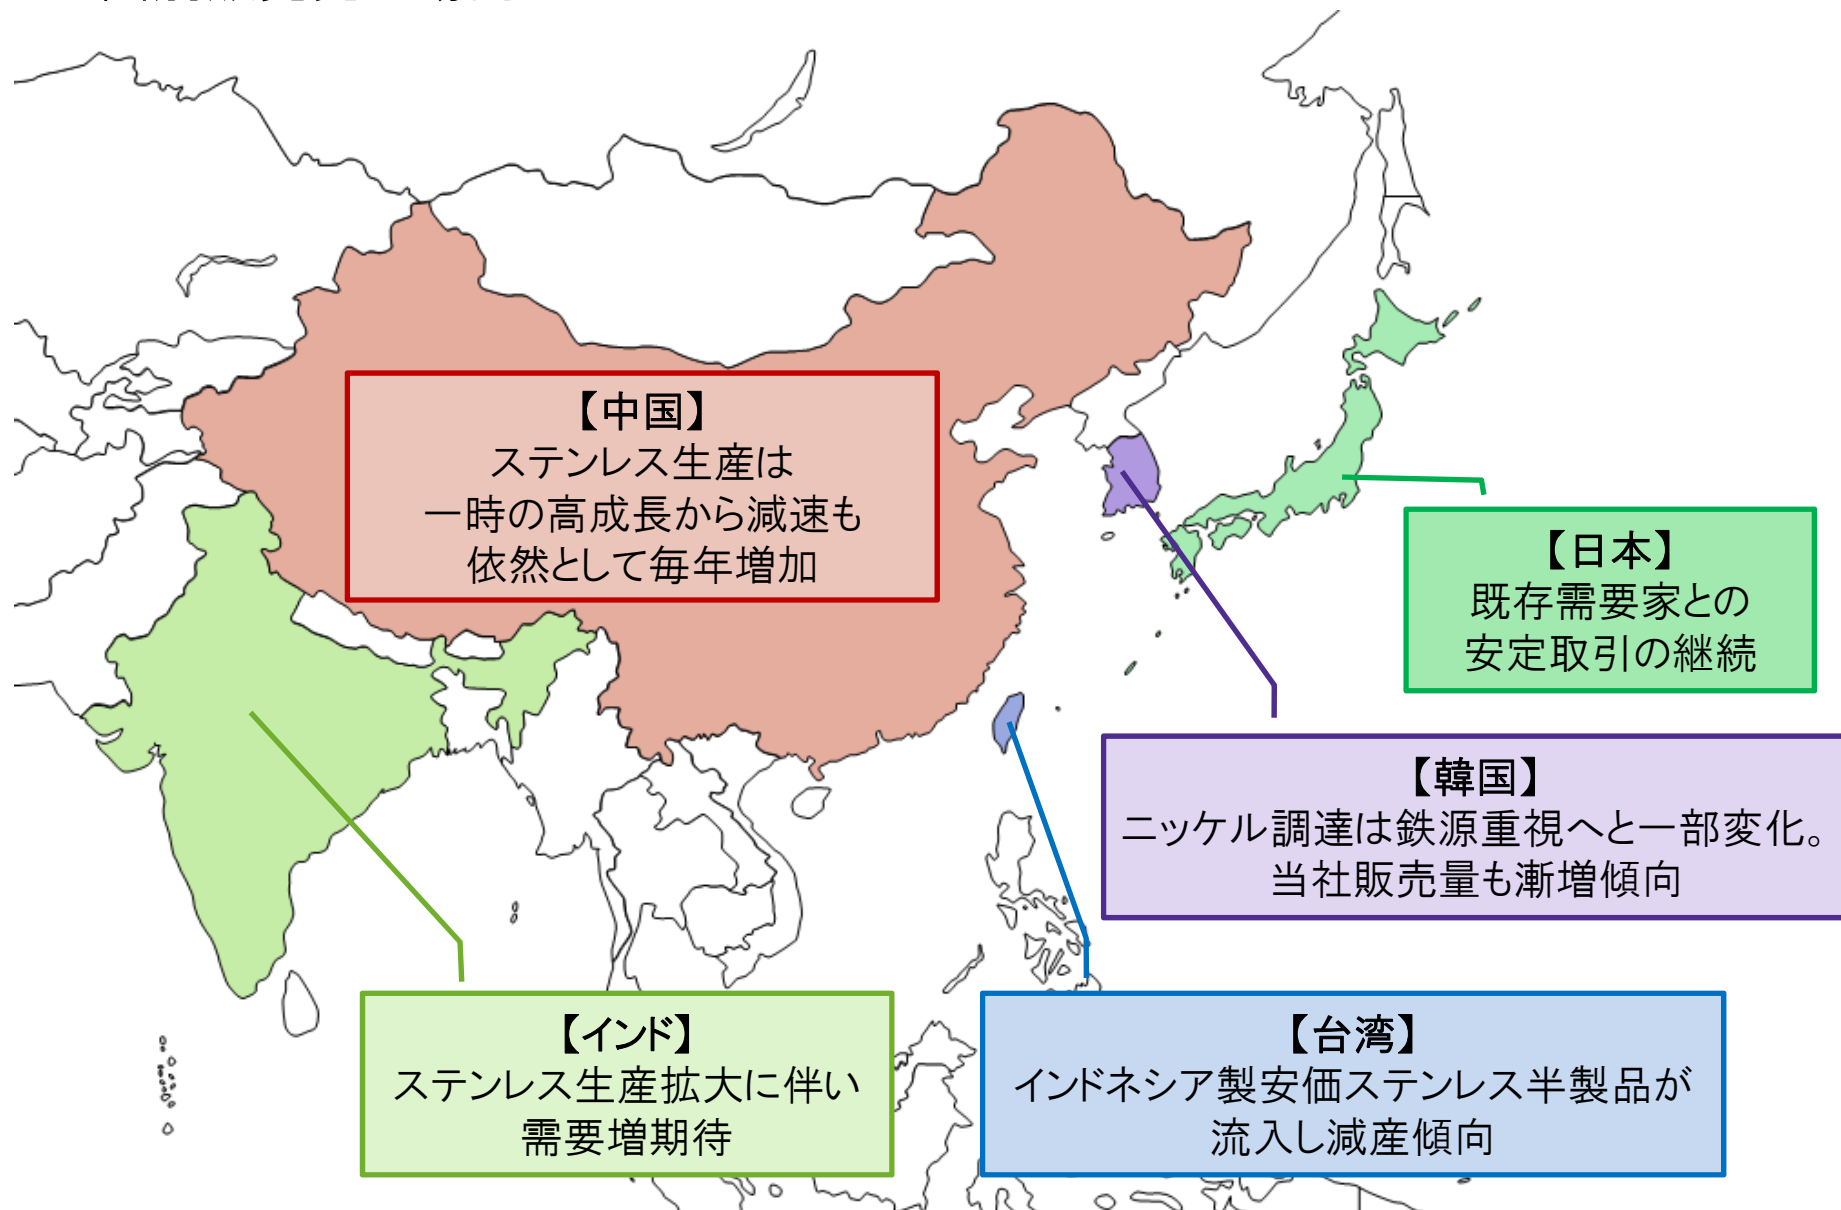 【中国】
ステンレス生産は
一時の高成長から減速も
依然として毎年増加
【日本】
既存需要家との
安定取引の継続
【韓国】
ニッケル調達は鉄源重視へと一部変化。
当社販売量も漸増傾向
【インド】
ステンレス生産拡大に伴い
需要増期待
【台湾】
インドネシア製安価ステンレス半製品が
流入し減産傾向